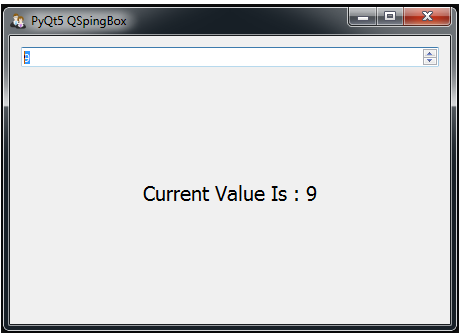 PyQt5 QSpingBox
9
Current Value Is : 9